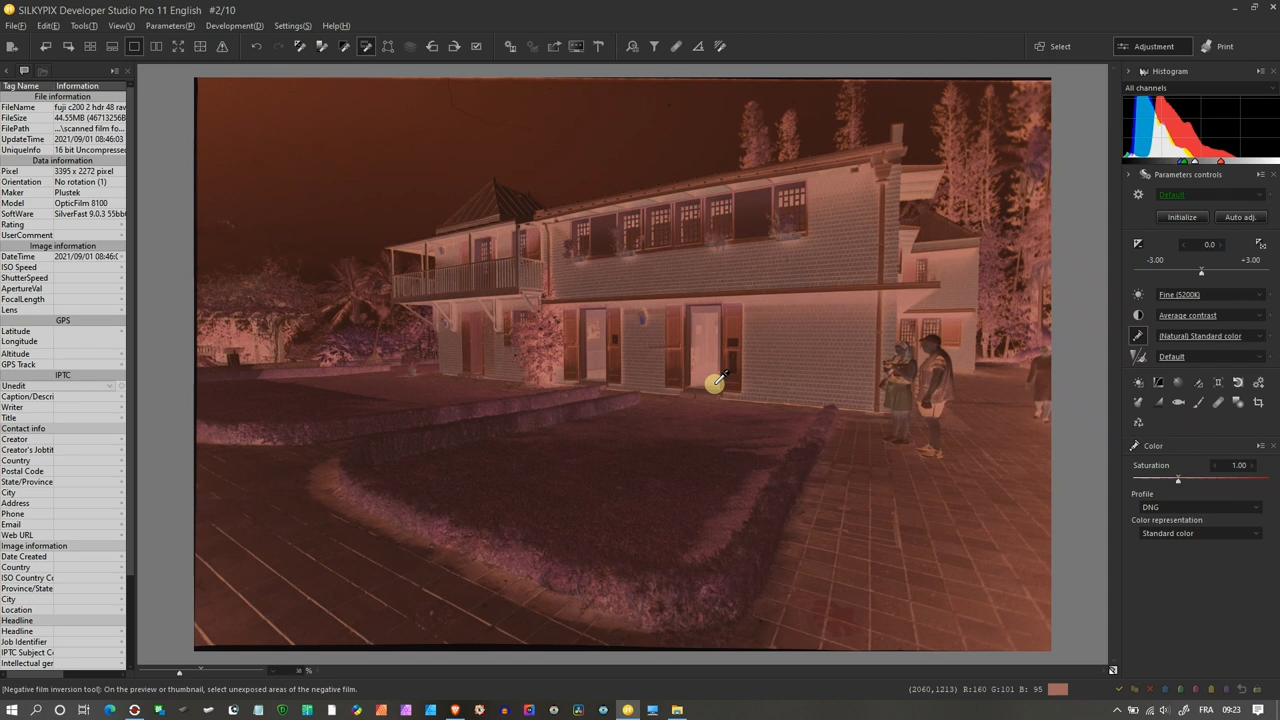 SILKYPIX Developer Studio Pro 11 English #2/10
File(F) Edit(E) Tools(T) View(V) Parameters(P) Development(D) Settings(S) Help(H)
Select Adjustment Print
Tag Name Information
File information
FileName fuji c200 2 hdr 48 raw
FileSize 44.55MB (46713256B
FilePath ...\scanned film fo...
UpdateTime 2021/09/01 08:46:03
UniqueInfo 16 bit Uncompresse
Data information
Pixel 3395 x 2272 pixel
Orientation No rotation (1)
Maker Plustek
Model OpticFilm 8100
SoftWare SilverFast 9.0.3 55bb
Rating
UserComment
Image information
DateTime 2021/09/01 08:46:0
ISO Speed
ShutterSpeed
ApertureVal
FocalLength
GPS
Latitude
Longitude
Altitude
GPS Track
IPTC
Unedit
Caption/Descri
Keyword
Writer
Title
Contact info
Creator
Creator's Jobtit
Country
Postal Code
State/Province
City
Address
Phone
Email
Web URL
Image information
Date Created
Country
ISO Country Co
Province/State
City
Location
Headline
Headline
Job Identifier
IPTC Subject C
Intellectual ger
Histogram
All channels
Parameters controls
Default
Initialize Auto adj.
0.0
-3.00 +3.00
Fine (5200K)
Average contrast
(Natural) Standard color
Default
Color
Saturation 1.00
Profile
DNG
Color representation
Standard color
%
[Negative film inversion tool]: On the preview or thumbnail, select unexposed areas of the negative film.
(2060,1213) R:160 G:101 B: 95
FRA 09:23